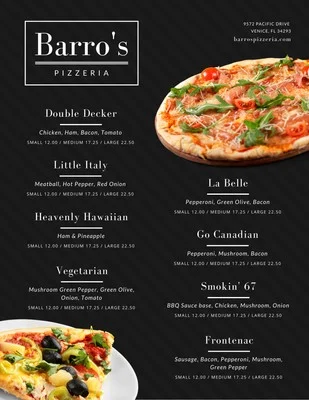 Barro's
PIZZERIA
9572 PACIFIC DRIVE
VENICE, FL 34293
barrospizzeria.com
Double Decker
Chicken, Ham, Bacon, Tomato
SMALL 12.00 / MEDIUM 17.25 / LARGE 22.50
Little Italy
Meatball, Hot Pepper, Red Onion
SMALL 12.00 / MEDIUM 17.25 / LARGE 22.50
Heavenly Hawaiian
Ham & Pineapple
SMALL 12.00 / MEDIUM 17.25 / LARGE 22.50
Vegetarian
Mushroom Green Pepper, Green Olive,
Onion, Tomato
SMALL 12.00 / MEDIUM 17.25 / LARGE 22.50
La Belle
Pepperoni, Green Olive, Bacon
SMALL 12.00 / MEDIUM 17.25 / LARGE 22.50
Go Canadian
Pepperoni, Mushroom, Bacon
SMALL 12.00 / MEDIUM 17.25 / LARGE 22.50
Smokin' 67
BBQ Sauce base, Chicken, Mushroom, Onion
SMALL 12.00 / MEDIUM 17.25 / LARGE 22.50
Frontenac
Sausage, Bacon, Pepperoni, Mushroom,
Green Pepper
SMALL 12.00 / MEDIUM 17.25 / LARGE 22.50